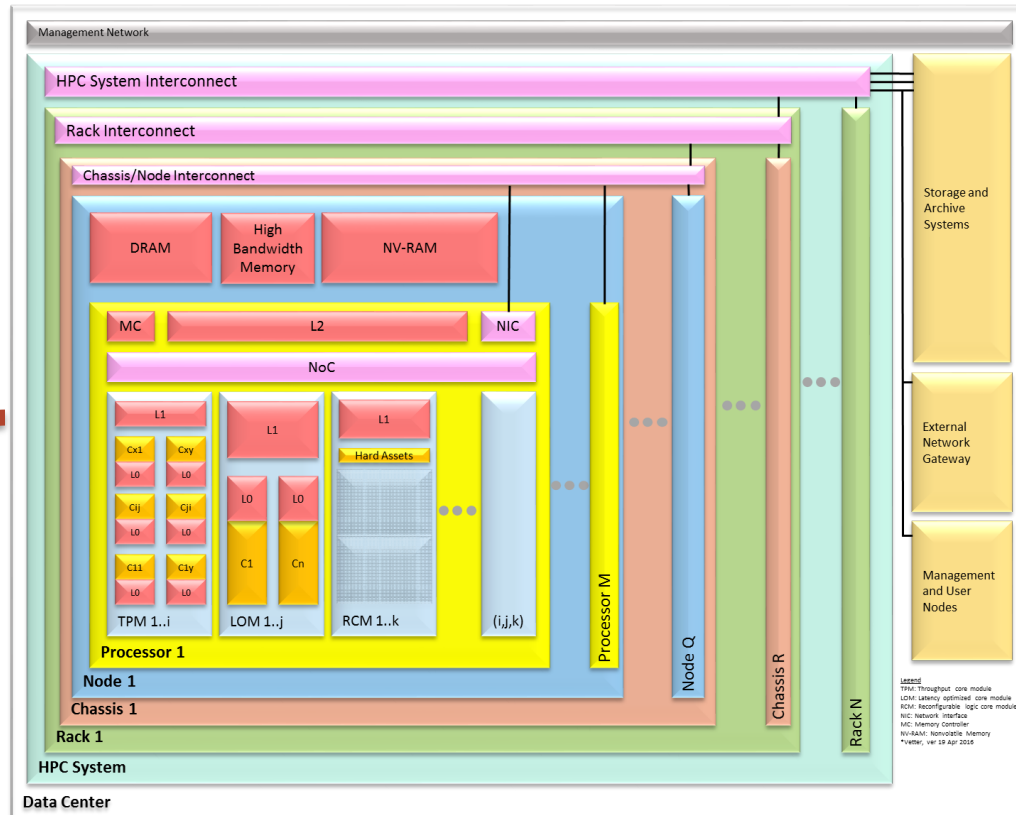 Management Network
HPC System Interconnect
Rack Interconnect
Chassis/Node Interconnect
DRAM
High
Bandwidth
Memory
NV-RAM
MC
L2
NIC
NoC
L1
Cx1
Cxy
L0
L0
Cij
Cji
L0
L0
C11
C1y
L0
L0
TPM 1..i
L1
L0
L0
C1
Cn
LOM 1..j
L1
Hard Assets
RCM 1..k
(i,j,k)
Processor 1
Processor M
Node 1
Node Q
Chassis 1
Chassis R
Rack 1
Rack N
HPC System
Data Center
Storage and
Archive
Systems
External
Network
Gateway
Management
and User
Nodes
Legend
TPM: Throughput core module
LOM: Latency optimized core module
RCM: Reconfigurable logic core module
NIC: Network interface
MC: Memory Controller
NV-RAM: Nonvolatile Memory
*Vetter, ver 19 Apr 2016